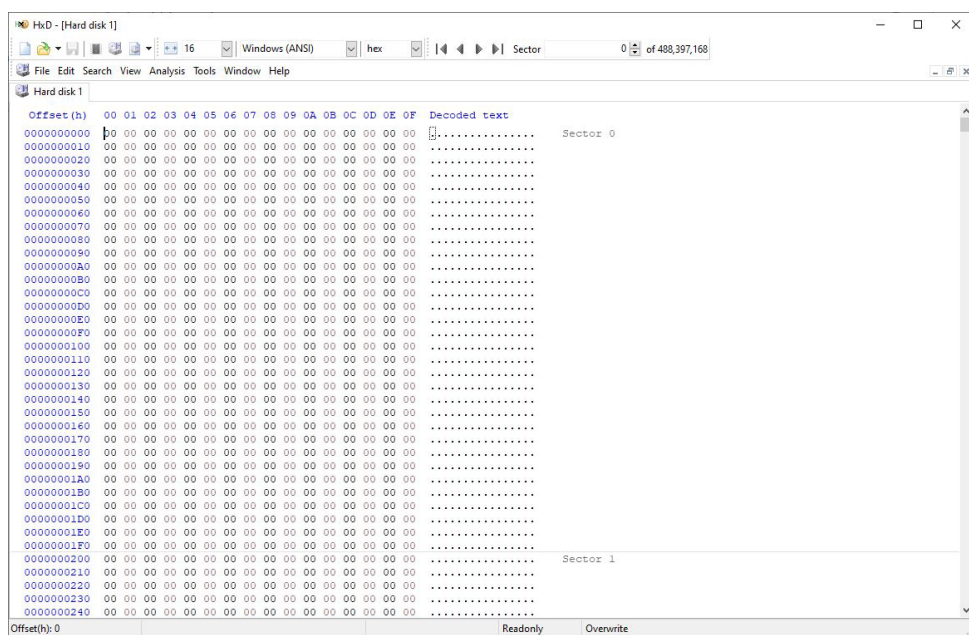 HxD - [Hard disk 1]
16 Windows (ANSI) hex Sector 0 of 488,397,168
File Edit Search View Analysis Tools Window Help
Hard disk 1
Offset(h) 00 01 02 03 04 05 06 07 08 09 0A 0B 0C 0D 0E 0F Decoded text
0000000000 00 00 00 00 00 00 00 00 00 00 00 00 00 00 00 00 ................ Sector 0
0000000010 00 00 00 00 00 00 00 00 00 00 00 00 00 00 00 00 ................
0000000020 00 00 00 00 00 00 00 00 00 00 00 00 00 00 00 00 ................
0000000030 00 00 00 00 00 00 00 00 00 00 00 00 00 00 00 00 ................
0000000040 00 00 00 00 00 00 00 00 00 00 00 00 00 00 00 00 ................
0000000050 00 00 00 00 00 00 00 00 00 00 00 00 00 00 00 00 ................
0000000060 00 00 00 00 00 00 00 00 00 00 00 00 00 00 00 00 ................
0000000070 00 00 00 00 00 00 00 00 00 00 00 00 00 00 00 00 ................
0000000080 00 00 00 00 00 00 00 00 00 00 00 00 00 00 00 00 ................
0000000090 00 00 00 00 00 00 00 00 00 00 00 00 00 00 00 00 ................
00000000A0 00 00 00 00 00 00 00 00 00 00 00 00 00 00 00 00 ................
00000000B0 00 00 00 00 00 00 00 00 00 00 00 00 00 00 00 00 ................
00000000C0 00 00 00 00 00 00 00 00 00 00 00 00 00 00 00 00 ................
00000000D0 00 00 00 00 00 00 00 00 00 00 00 00 00 00 00 00 ................
00000000E0 00 00 00 00 00 00 00 00 00 00 00 00 00 00 00 00 ................
00000000F0 00 00 00 00 00 00 00 00 00 00 00 00 00 00 00 00 ................
0000000100 00 00 00 00 00 00 00 00 00 00 00 00 00 00 00 00 ................
0000000110 00 00 00 00 00 00 00 00 00 00 00 00 00 00 00 00 ................
0000000120 00 00 00 00 00 00 00 00 00 00 00 00 00 00 00 00 ................
0000000130 00 00 00 00 00 00 00 00 00 00 00 00 00 00 00 00 ................
0000000140 00 00 00 00 00 00 00 00 00 00 00 00 00 00 00 00 ................
0000000150 00 00 00 00 00 00 00 00 00 00 00 00 00 00 00 00 ................
0000000160 00 00 00 00 00 00 00 00 00 00 00 00 00 00 00 00 ................
0000000170 00 00 00 00 00 00 00 00 00 00 00 00 00 00 00 00 ................
0000000180 00 00 00 00 00 00 00 00 00 00 00 00 00 00 00 00 ................
0000000190 00 00 00 00 00 00 00 00 00 00 00 00 00 00 00 00 ................
00000001A0 00 00 00 00 00 00 00 00 00 00 00 00 00 00 00 00 ................
00000001B0 00 00 00 00 00 00 00 00 00 00 00 00 00 00 00 00 ................
00000001C0 00 00 00 00 00 00 00 00 00 00 00 00 00 00 00 00 ................
00000001D0 00 00 00 00 00 00 00 00 00 00 00 00 00 00 00 00 ................
00000001E0 00 00 00 00 00 00 00 00 00 00 00 00 00 00 00 00 ................
00000001F0 00 00 00 00 00 00 00 00 00 00 00 00 00 00 00 00 ................
0000000200 00 00 00 00 00 00 00 00 00 00 00 00 00 00 00 00 ................ Sector 1
0000000210 00 00 00 00 00 00 00 00 00 00 00 00 00 00 00 00 ................
0000000220 00 00 00 00 00 00 00 00 00 00 00 00 00 00 00 00 ................
0000000230 00 00 00 00 00 00 00 00 00 00 00 00 00 00 00 00 ................
0000000240 00 00 00 00 00 00 00 00 00 00 00 00 00 00 00 00 ................
Offset(h): 0 Readonly Overwrite